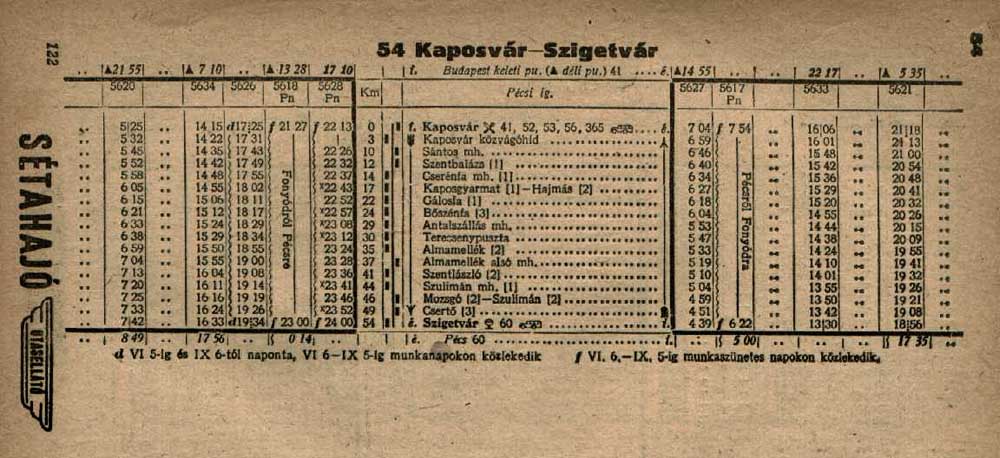 122
54 Kaposvár—Szigetvár
54
▲21 55 .. ▲ 7 10 .. ▲ 13 28 17 10 f. Budapest keleti pu. (▲ déli pu.) 41 .... é. ▲14 55 .. .. 22 17 .. ▲ 5 35
5620 5634 5626 5618 Pn 5628 Pn Km Pécsi ig. 5627 5617 Pn 5633 5621
5 25 .. 14 15 d17 25 f 21 27 f 22 13 0 f. Kaposvár 41, 52, 53, 56, 365 .... é. 7 04 f 7 54 .. 16 06 .. 21 18
5 32 .. 14 22 17 31 3 Kaposvár közvágóhíd 6 59 .. 16 01 .. 21 13
5 45 .. 14 35 17 43 22 26 10 Sántos mh. 6 46 .. 15 48 .. 21 00
5 52 .. 14 42 17 49 22 32 12 Szentbalázs [1] 6 40 .. 15 42 .. 20 54
5 58 .. 14 48 17 55 22 37 14 Cserénfa mh. [1] 6 34 .. 15 36 .. 20 48
6 05 .. 14 55 18 02 x22 43 17 Kaposgyarmat [1]—Hajmás [2] 6 27 .. 15 29 .. 20 41
6 15 .. 15 06 18 11 22 52 22 Gálosfa [1] 6 18 .. 15 20 .. 20 32
6 21 .. 15 12 18 17 x22 57 24 Bőszénfa [3] 6 04 .. 14 55 .. 20 26
6 33 .. 15 24 18 29 x23 08 29 Antalszállás mh. 5 53 .. 14 44 .. 20 15
6 38 .. 15 29 18 34 x23 12 30 Terecsenypuszta 5 47 .. 14 38 .. 20 09
6 59 .. 15 50 18 55 23 24 35 Almamellék [2] 5 33 .. 14 24 .. 19 55
7 04 .. 15 55 19 00 23 28 37 Almamellék alsó mh. 5 19 .. 14 10 .. 19 41
7 13 .. 16 04 19 08 23 36 41 Szentlászló [2] 5 10 .. 14 01 .. 19 32
7 20 .. 16 11 19 14 x23 41 44 Szulimán mh. [1] 5 04 .. 13 55 .. 19 26
7 25 .. 16 16 19 19 23 46 46 Mozsgó [2]—Szulimán [2] 4 59 .. 13 50 .. 19 21
7 33 .. 16 24 19 26 x23 52 49 Csertő [3] 4 51 .. 13 42 .. 19 08
7 42 .. 16 33 d19 34 f 23 00 f 24 00 54 é. Szigetvár 60 .... f. 4 39 f 6 22 .. 13 30 .. 18 56
8 49 .. 17 56 .. 0 14 .. é. Pécs 60 .... f. .. 5 00 .. .. .. 17 35
Fonyódról Pécsre
Pécsről Fonyódra
d VI 5-ig és IX 6-tól naponta, VI 6—IX 5-ig munkanapokon közlekedik f VI. 6.—IX. 5-ig munkaszünetes napokon közlekedik.
SÉTAHAJÓ
UTASELLÁTÓ